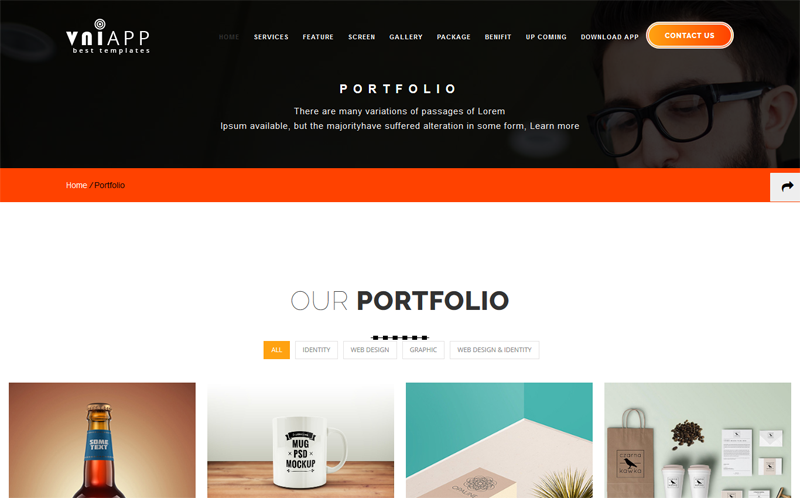 vniAPP
best templates
HOME SERVICES FEATURE SCREEN GALLERY PACKAGE BENIFIT UP COMING DOWNLOAD APP CONTACT US
PORTFOLIO
There are many variations of passages of Lorem
Ipsum available, but the majorityhave suffered alteration in some form, Learn more
Home / Portfolio
OUR PORTFOLIO
ALL IDENTITY WEB DESIGN GRAPHIC WEB DESIGN & IDENTITY
SOME
TEXT
MUG
PSD
MOCKUP
czarna
kawka